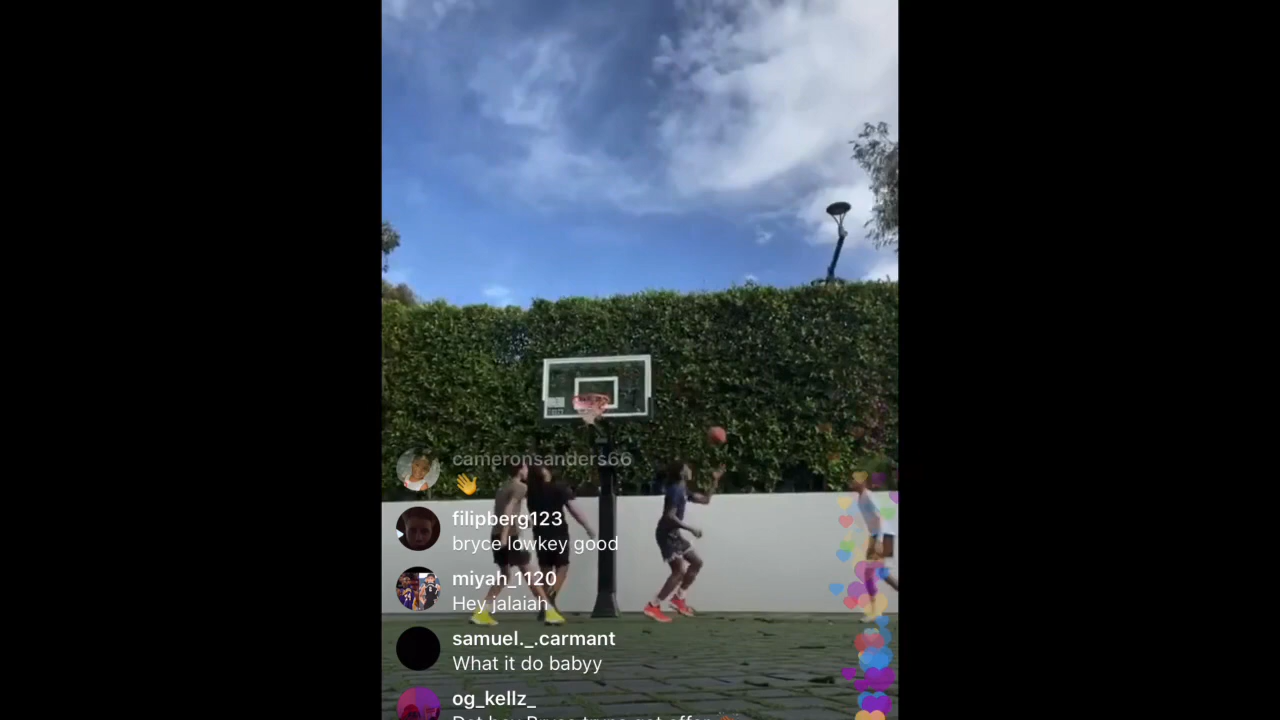 cameronsanders66
👋
filipberg123
bryce lowkey good
miyah_1120
Hey jalaiah
samuel._.carmant
What it do babyy
og_kellz_